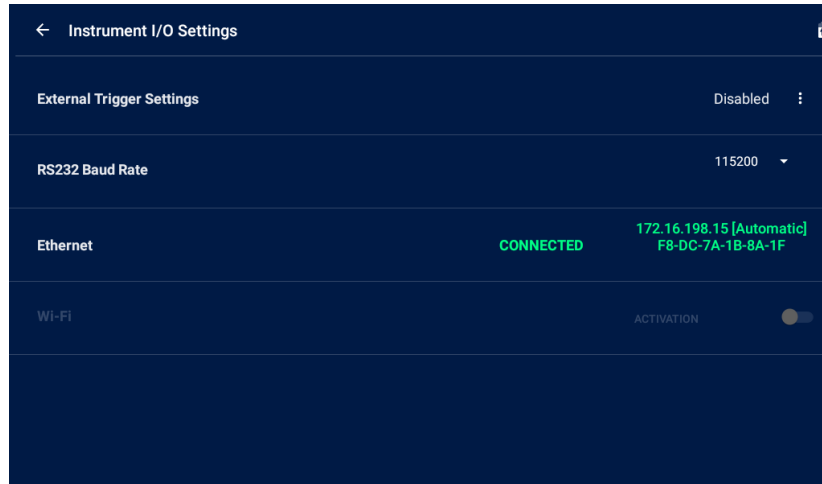 Instrument I/O Settings
External Trigger Settings
Disabled
RS232 Baud Rate
115200
Ethernet
CONNECTED
172.16.198.15 [Automatic]
F8-DC-7A-1B-8A-1F
Wi-Fi
ACTIVATION